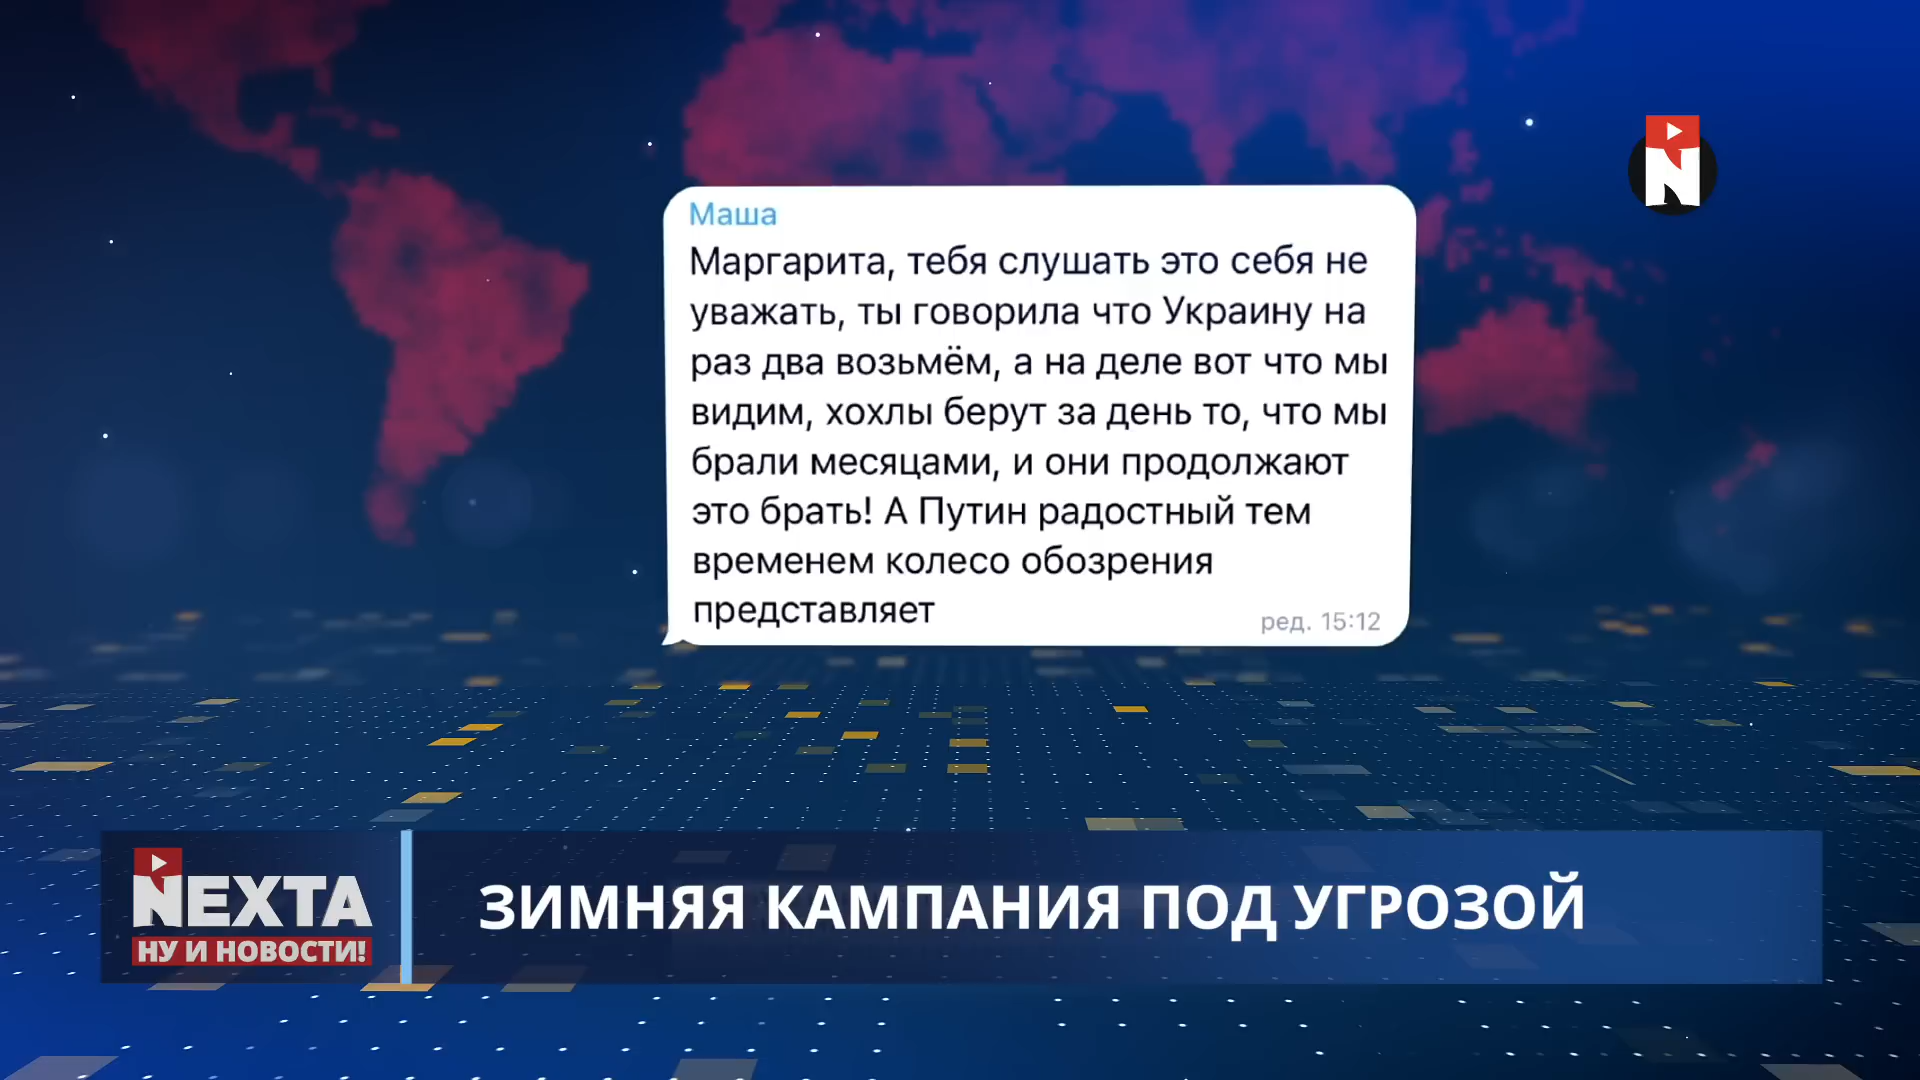 Маша
Маргарита, тебя слушать это себя не
уважать, ты говорила что Украину на
раз два возьмём, а на деле вот что мы
видим, хохлы берут за день то, что мы
брали месяцами, и они продолжают
это брать! А Путин радостный тем
временем колесо обозрения
представляет
ред. 15:12
N
NEXTA
НУ И НОВОСТИ!
ЗИМНЯЯ КАМПАНИЯ ПОД УГРОЗОЙ